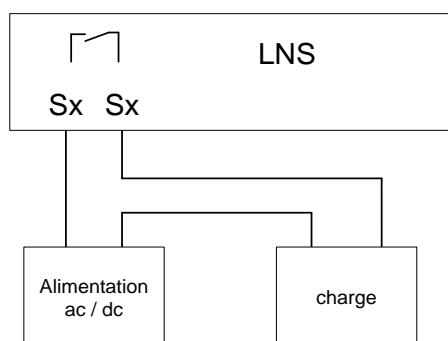 LNS
Sx Sx
Alimentation
ac / dc
charge